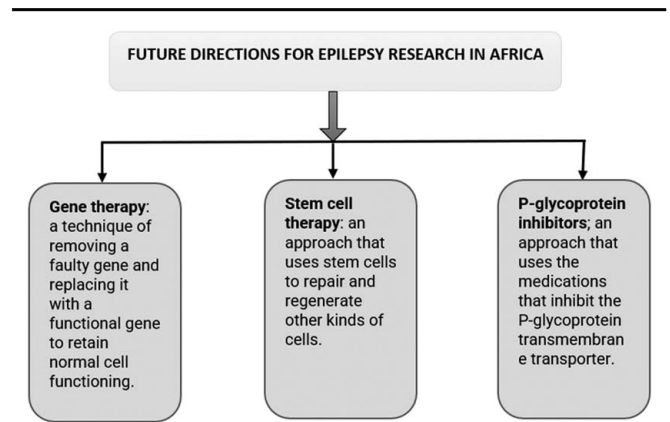 FUTURE DIRECTIONS FOR EPILEPSY RESEARCH IN AFRICA
Gene therapy:
a technique of
removing a
faulty gene and
replacing it
with a
functional gene
to retain
normal cell
functioning.
Stem cell
therapy: an
approach that
uses stem cells
to repair and
regenerate
other kinds of
cells.
P-glycoprotein
inhibitors; an
approach that
uses the
medications
that inhibit the
P-glycoprotein
transmembran
e transporter.